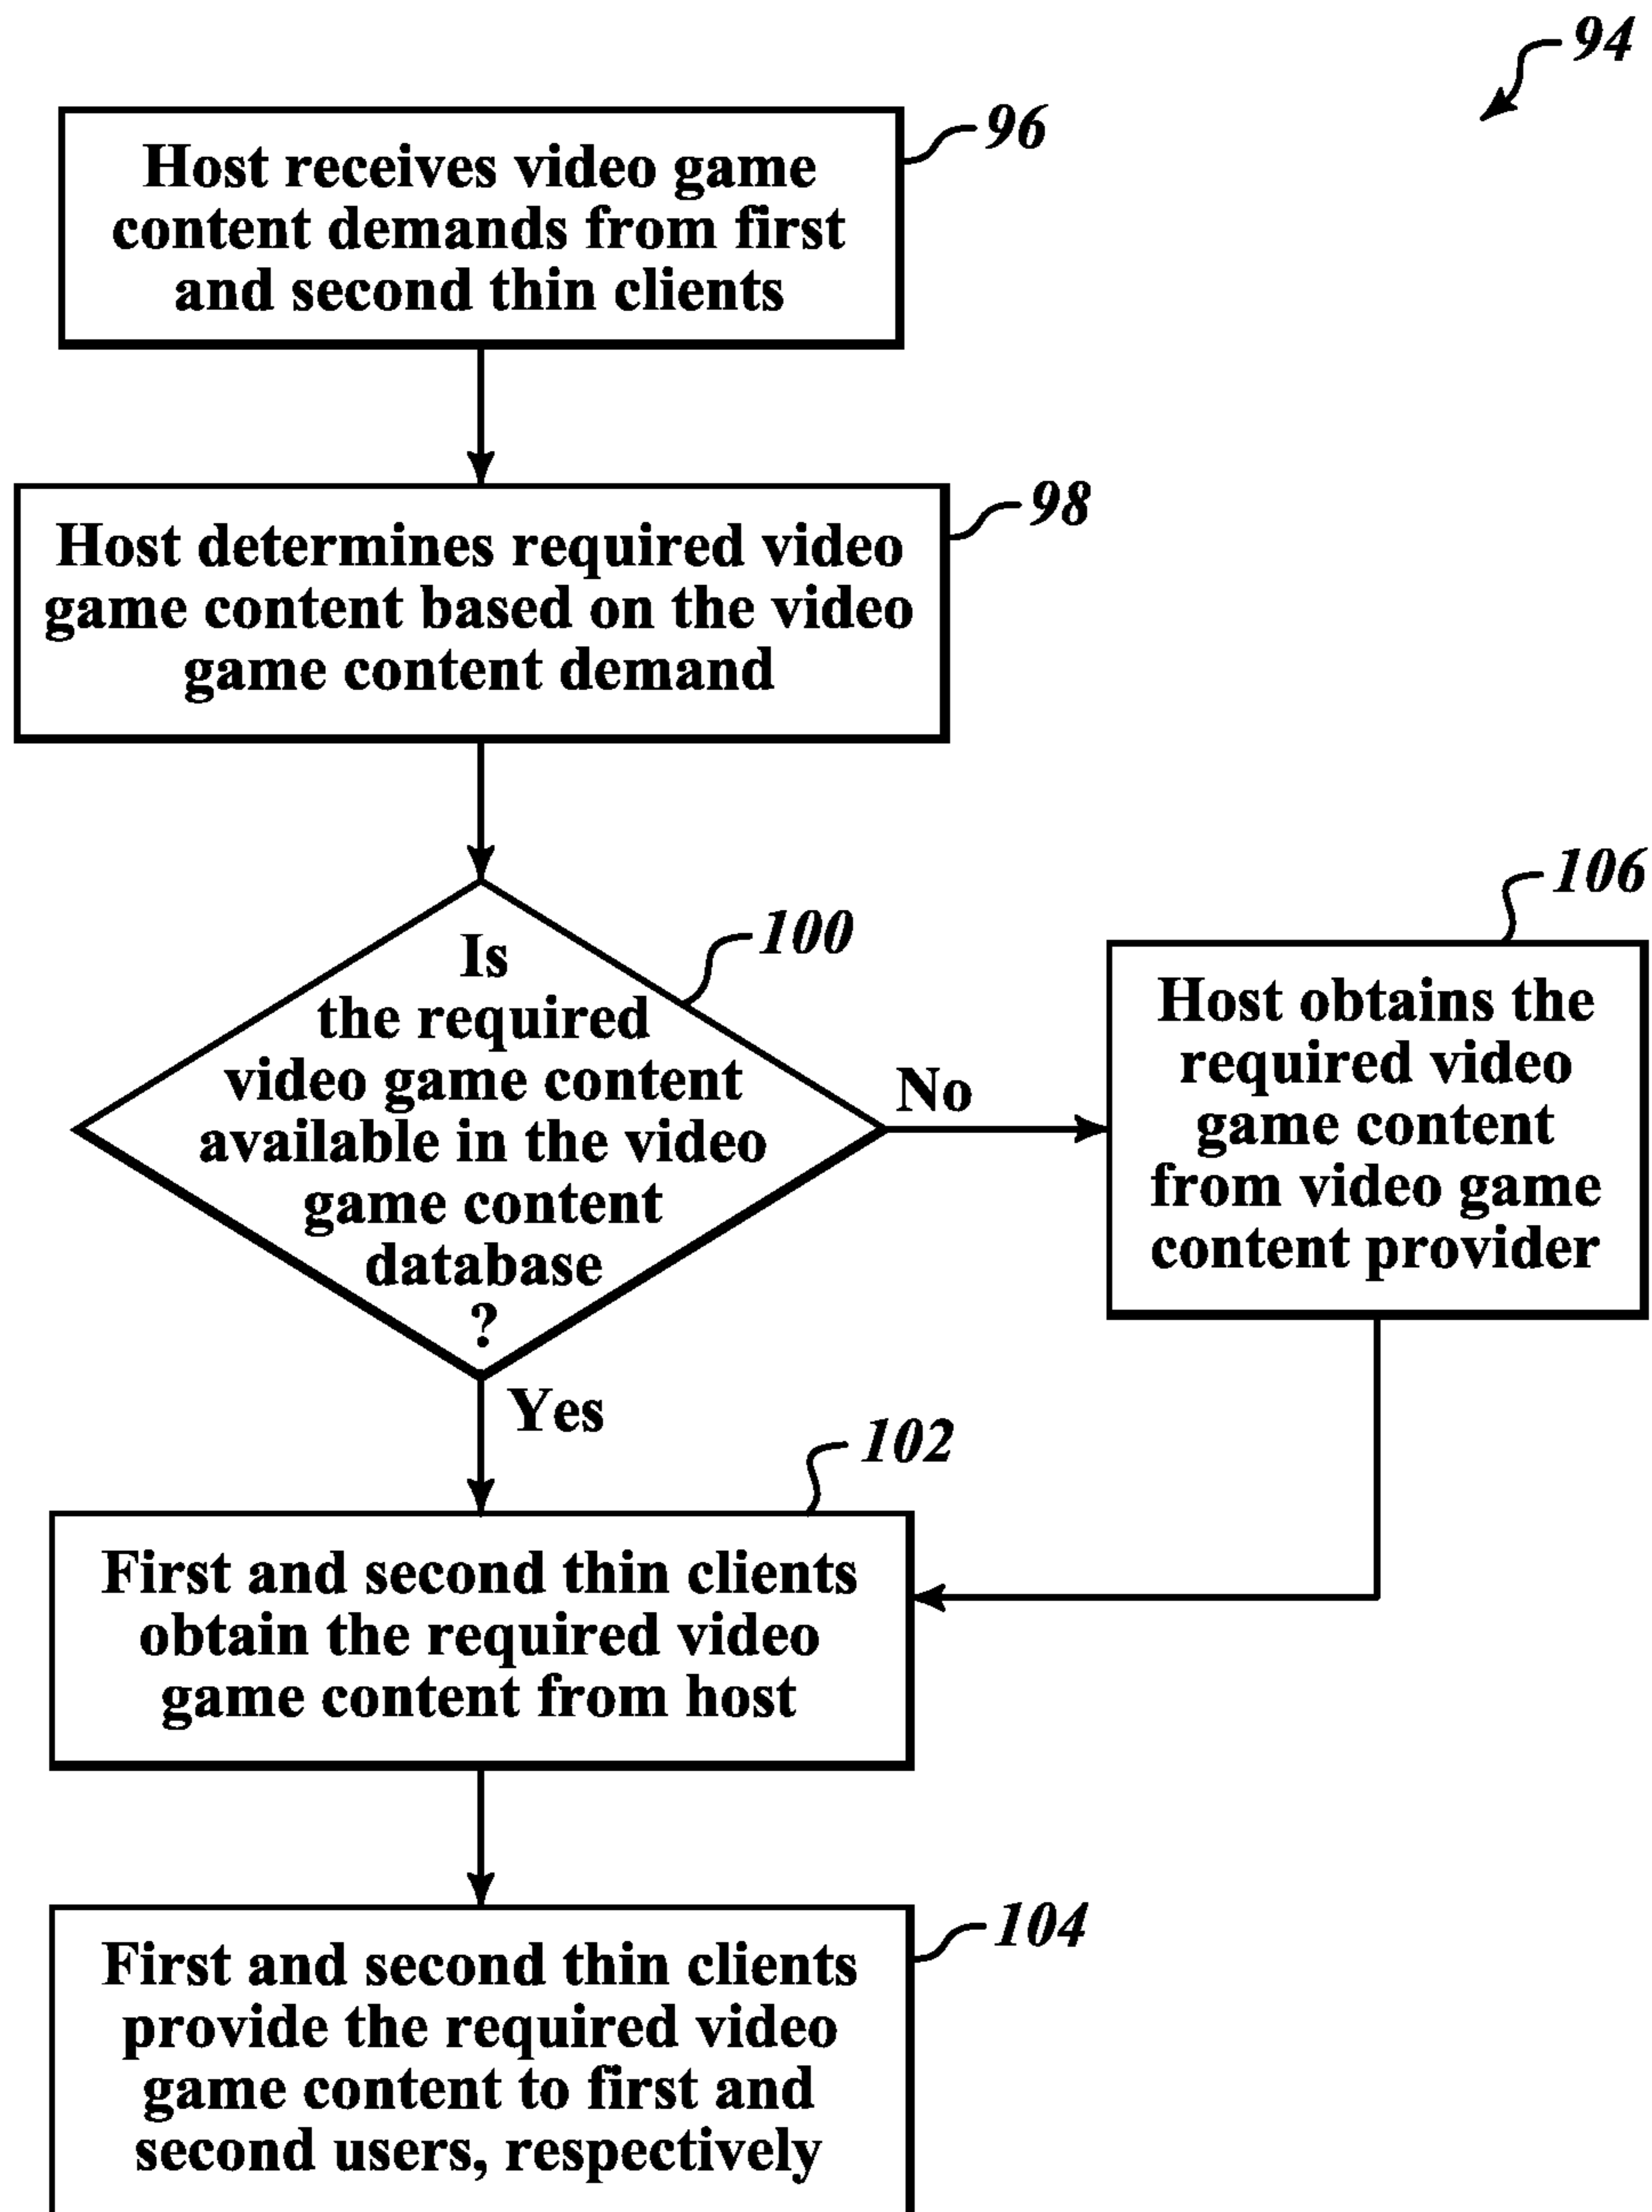 94
96
Host receives video game
content demands from first
and second thin clients
98
Host determines required video
game content based on the video
game content demand
100
Is
the required
video game content
available in the video
game content
database
?
No
Yes
106
Host obtains the
required video
game content
from video game
content provider
102
First and second thin clients
obtain the required video
game content from host
104
First and second thin clients
provide the required video
game content to first and
second users, respectively